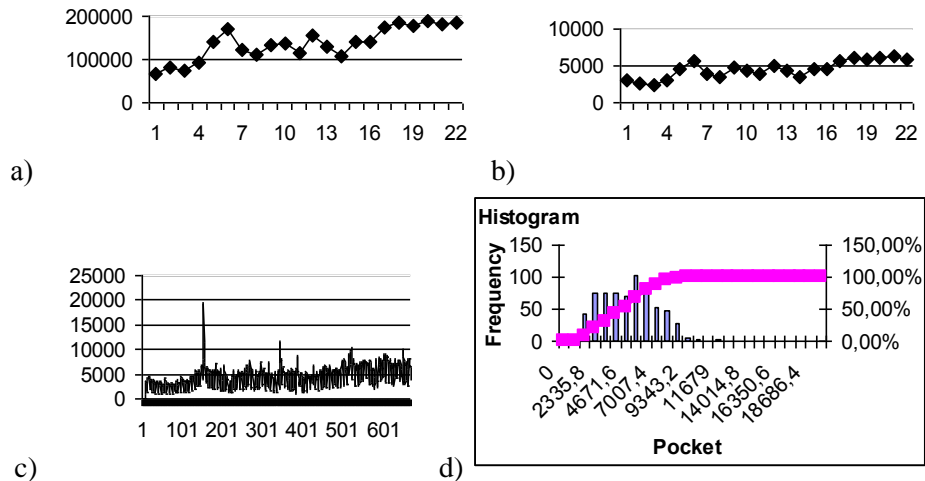 200000
100000
0
1 4 7 10 13 16 19 22
a)
10000
5000
0
1 4 7 10 13 16 19 22
b)
25000
20000
15000
10000
5000
0
1 101 201 301 401 501 601
c)
Histogram
Frequency
150
100
50
0
150,00%
100,00%
50,00%
0,00%
0
2335,8
4671,6
7007,4
9343,2
11679
14014,8
16350,6
18686,4
Pocket
d)